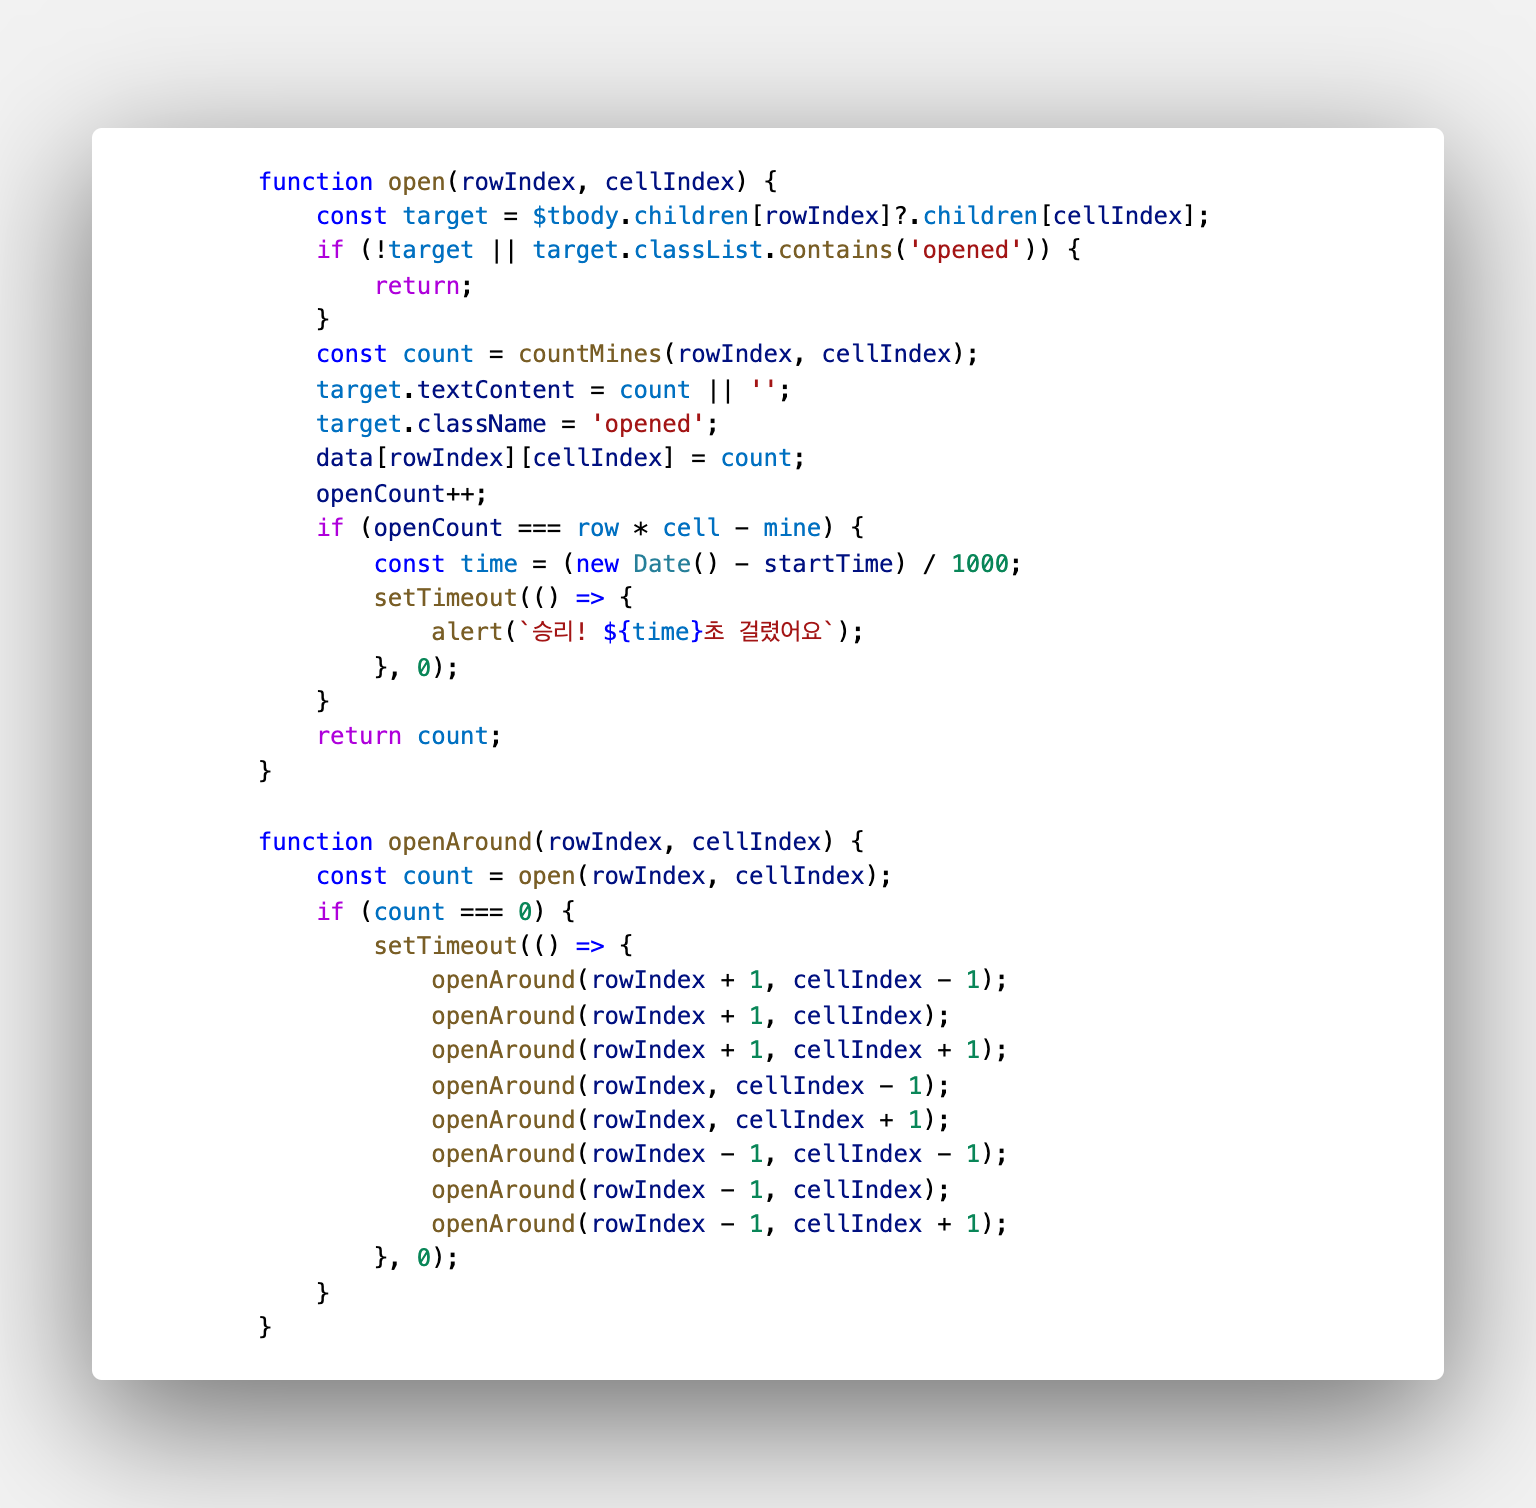 function open(rowIndex, cellIndex) {
    const target = $tbody.children[rowIndex]?.children[cellIndex];
    if (!target || target.classList.contains('opened')) {
        return;
    }
    const count = countMines(rowIndex, cellIndex);
    target.textContent = count || '';
    target.className = 'opened';
    data[rowIndex][cellIndex] = count;
    openCount++;
    if (openCount === row * cell - mine) {
        const time = (new Date() - startTime) / 1000;
        setTimeout(() => {
            alert(`승리! ${time}초 걸렸어요`);
        }, 0);
    }
    return count;
}

function openAround(rowIndex, cellIndex) {
    const count = open(rowIndex, cellIndex);
    if (count === 0) {
        setTimeout(() => {
            openAround(rowIndex + 1, cellIndex - 1);
            openAround(rowIndex + 1, cellIndex);
            openAround(rowIndex + 1, cellIndex + 1);
            openAround(rowIndex, cellIndex - 1);
            openAround(rowIndex, cellIndex + 1);
            openAround(rowIndex - 1, cellIndex - 1);
            openAround(rowIndex - 1, cellIndex);
            openAround(rowIndex - 1, cellIndex + 1);
        }, 0);
    }
}